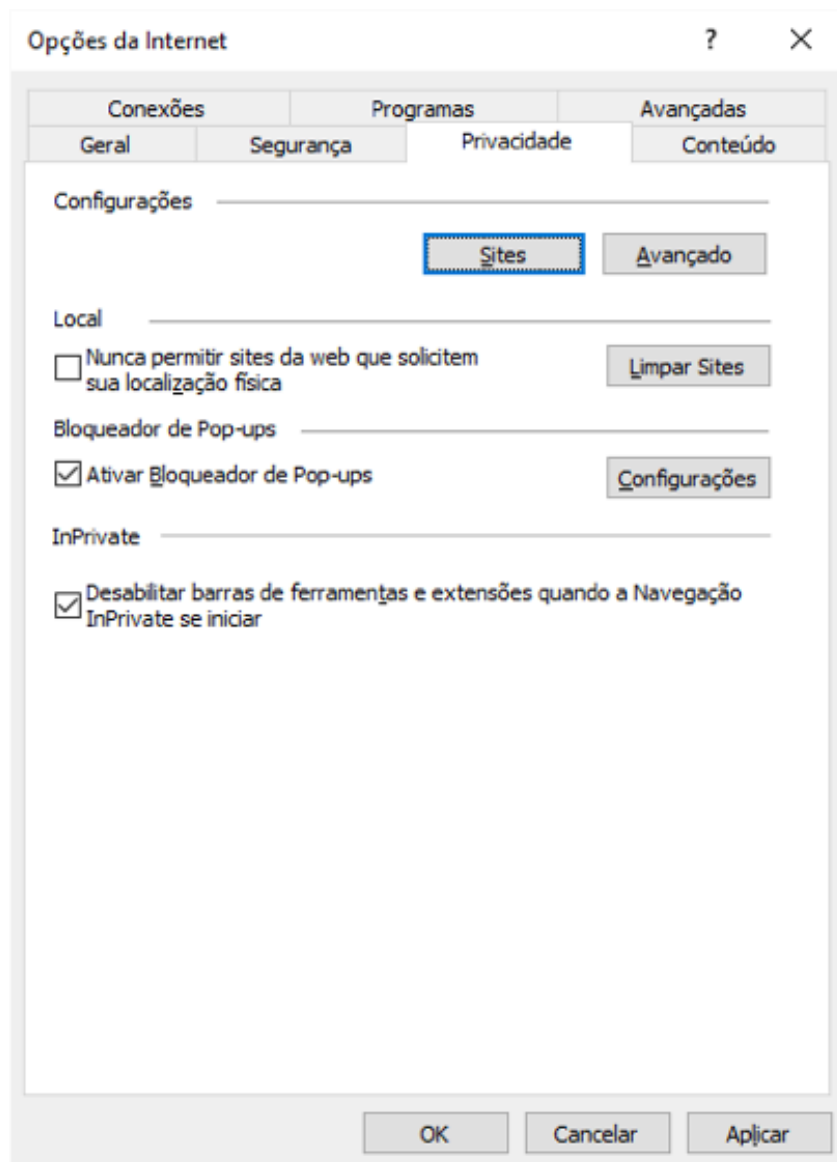 Opções da Internet ? X
Conexões Programas Avançadas
Geral Segurança Privacidade Conteúdo
Configurações
Sites Avançado
Local
Nunca permitir sites da web que solicitem
sua localização física
Limpar Sites
Bloqueador de Pop-ups
Ativar Bloqueador de Pop-ups Configurações
InPrivate
Desabilitar barras de ferramentas e extensões quando a Navegação
InPrivate se iniciar
OK Cancelar Aplicar